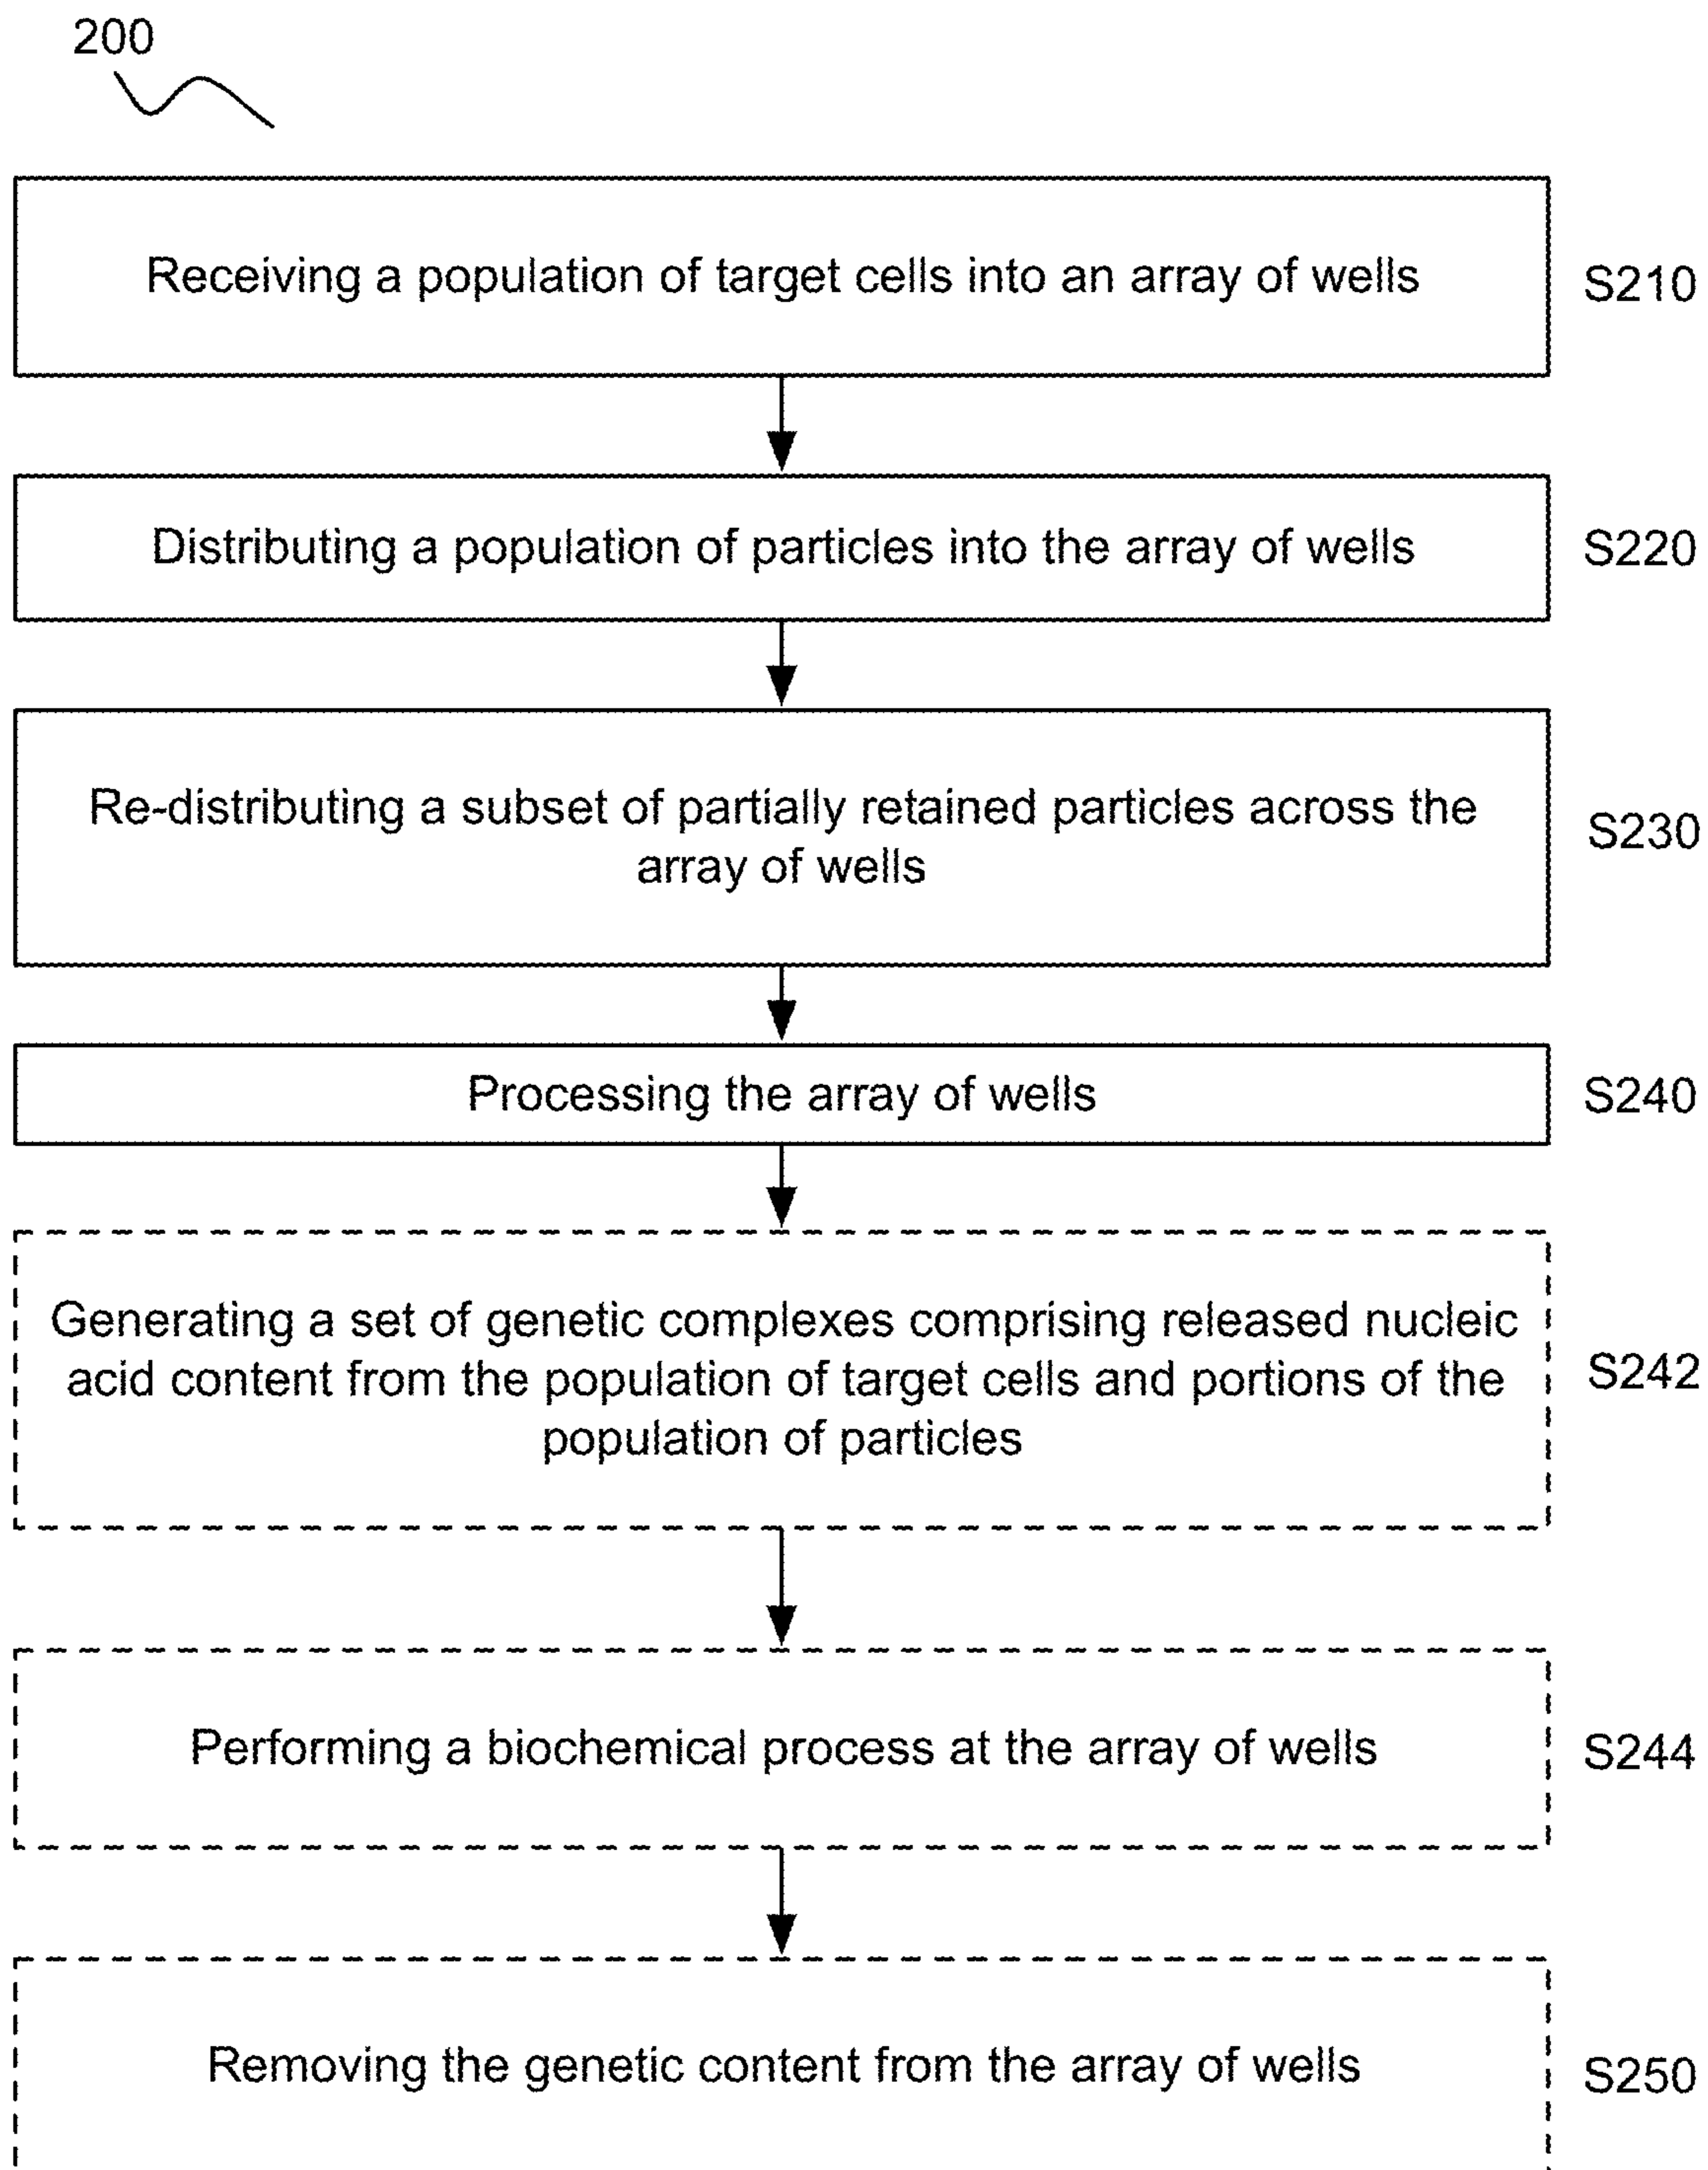 200
Receiving a population of target cells into an array of wells
S210
Distributing a population of particles into the array of wells
S220
Re-distributing a subset of partially retained particles across the
array of wells
S230
Processing the array of wells
S240
Generating a set of genetic complexes comprising released nucleic
acid content from the population of target cells and portions of the
population of particles
S242
Performing a biochemical process at the array of wells
S244
Removing the genetic content from the array of wells
S250